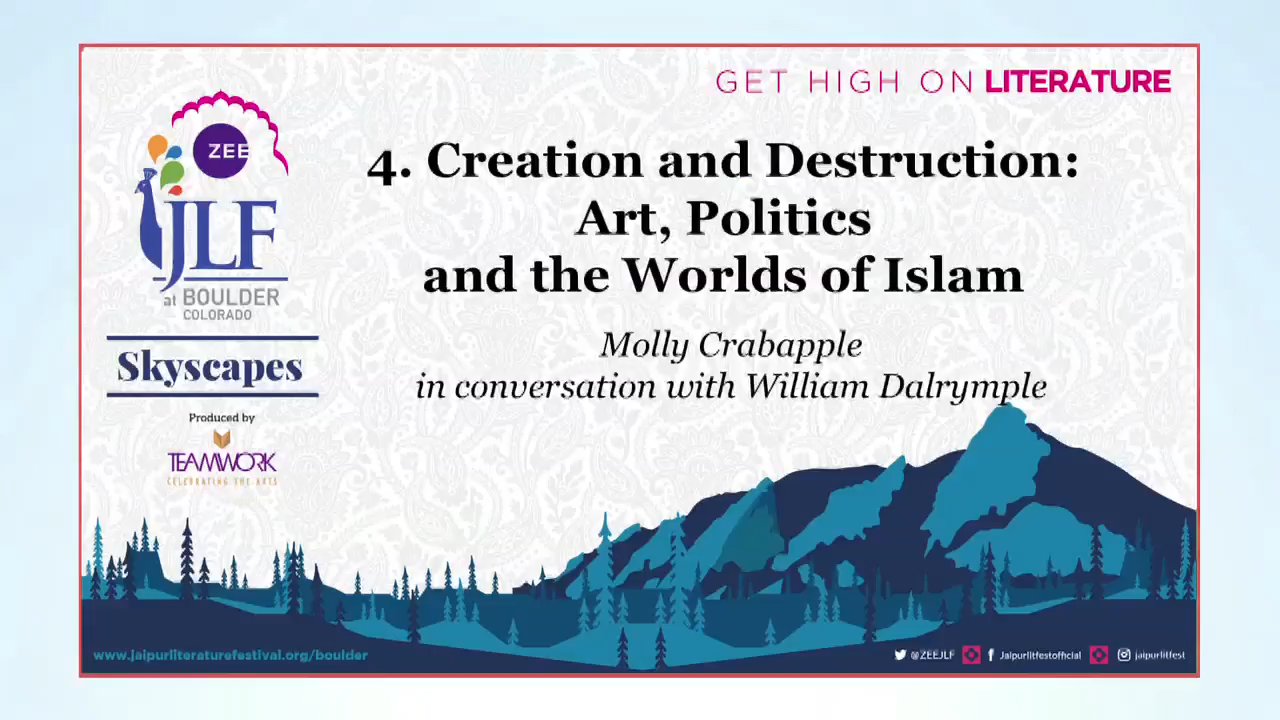 GET HIGH ON LITERATURE
ZEE
JLF
at BOULDER
COLORADO
Skyscapes
Produced by
TEAMWORK
CELEBRATING THE ARTS
4. Creation and Destruction:
Art, Politics
and the Worlds of Islam
Molly Crabapple
in conversation with William Dalrymple
www.jaipurliteraturefestival.org/boulder
@ZEEJLF
Jaipurlitfestofficial
jaipurlitfest